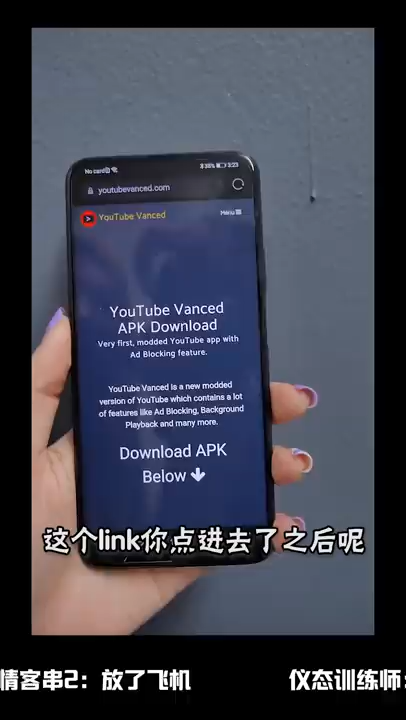 No card
38% 3:23
youtubevanced.com
YouTube Vanced
Menu
YouTube Vanced
APK Download
Very first, modded YouTube app with
Ad Blocking feature.
YouTube Vanced is a new modded
version of YouTube which contains a lot
of features like Ad Blocking, Background
Playback and many more.
Download APK
Below
这个link你点进去了之后呢
情客串2：放了飞机 仪态训练师：